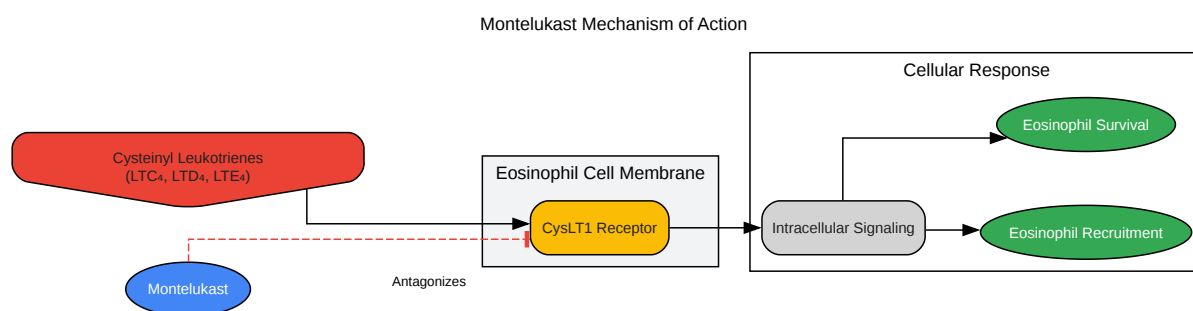 Montelukast Mechanism of Action
Cellular Response
Eosinophil Survival
Cysteinyl Leukotrienes
(LTC₄, LTD₄, LTE₄)
Eosinophil Cell Membrane
CysLT1 Receptor
Intracellular Signaling
Eosinophil Recruitment
Montelukast
Antagonizes